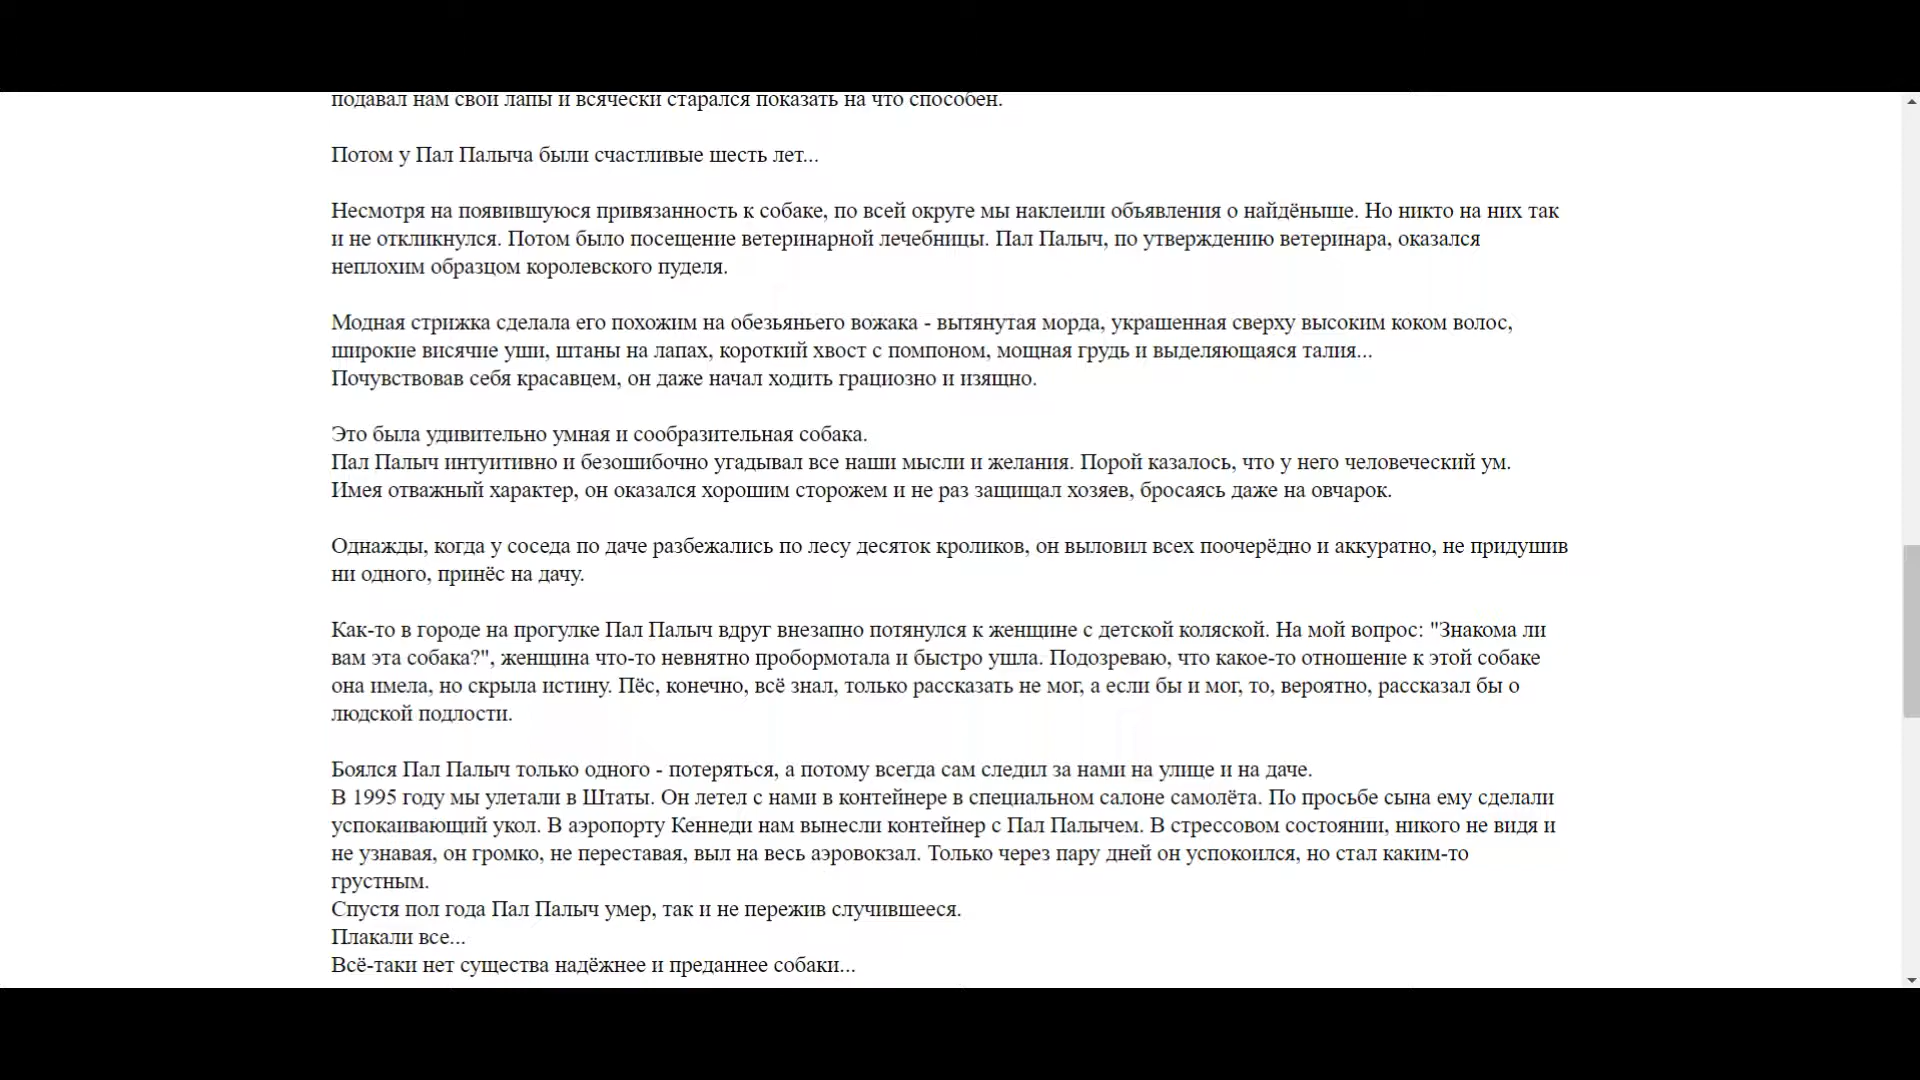 подавал нам свои лапы и всячески старался показать на что способен.
Потом у Пал Палыча были счастливые шесть лет...
Несмотря на появившуюся привязанность к собаке, по всей округе мы наклеили объявления о найдёныше. Но никто на них так
и не откликнулся. Потом было посещение ветеринарной лечебницы. Пал Палыч, по утверждению ветеринара, оказался
неплохим образцом королевского пуделя.
Модная стрижка сделала его похожим на обезьяньего вожака - вытянутая морда, украшенная сверху высоким коком волос,
широкие висячие уши, штаны на лапах, короткий хвост с помпоном, мощная грудь и выделяющаяся талия...
Почувствовав себя красавцем, он даже начал ходить грациозно и изящно.
Это была удивительно умная и сообразительная собака.
Пал Палыч интуитивно и безошибочно угадывал все наши мысли и желания. Порой казалось, что у него человеческий ум.
Имея отважный характер, он оказался хорошим сторожем и не раз защищал хозяев, бросаясь даже на овчарок.
Однажды, когда у соседа по даче разбежались по лесу десяток кроликов, он выловил всех поочерёдно и аккуратно, не придушив
ни одного, принёс на дачу.
Как-то в городе на прогулке Пал Палыч вдруг внезапно потянулся к женщине с детской коляской. На мой вопрос: "Знакома ли
вам эта собака?", женщина что-то невнятно пробормотала и быстро ушла. Подозреваю, что какое-то отношение к этой собаке
она имела, но скрыла истину. Пёс, конечно, всё знал, только рассказать не мог, а если бы и мог, то, вероятно, рассказал бы о
людской подлости.
Боялся Пал Палыч только одного - потеряться, а потому всегда сам следил за нами на улице и на даче.
В 1995 году мы улетали в Штаты. Он летел с нами в контейнере в специальном салоне самолёта. По просьбе сына ему сделали
успокаивающий укол. В аэропорту Кеннеди нам вынесли контейнер с Пал Палычем. В стрессовом состоянии, никого не видя и
не узнавая, он громко, не переставая, выл на весь аэровокзал. Только через пару дней он успокоился, но стал каким-то
грустным.
Спустя пол года Пал Палыч умер, так и не пережив случившееся.
Плакали все...
Всё-таки нет существа надёжнее и преданнее собаки...